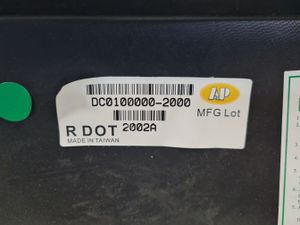 DC0100000-2000
AP
MFG Lot
R DOT
2002A
MADE IN TAIWAN